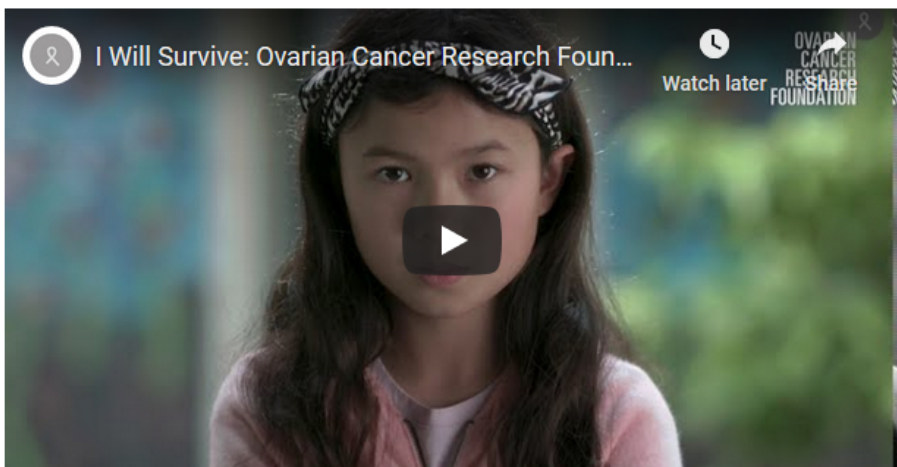 I Will Survive: Ovarian Cancer Research Foun...
Watch later
Share
OVARIAN
CANCER
RESEARCH
FOUNDATION